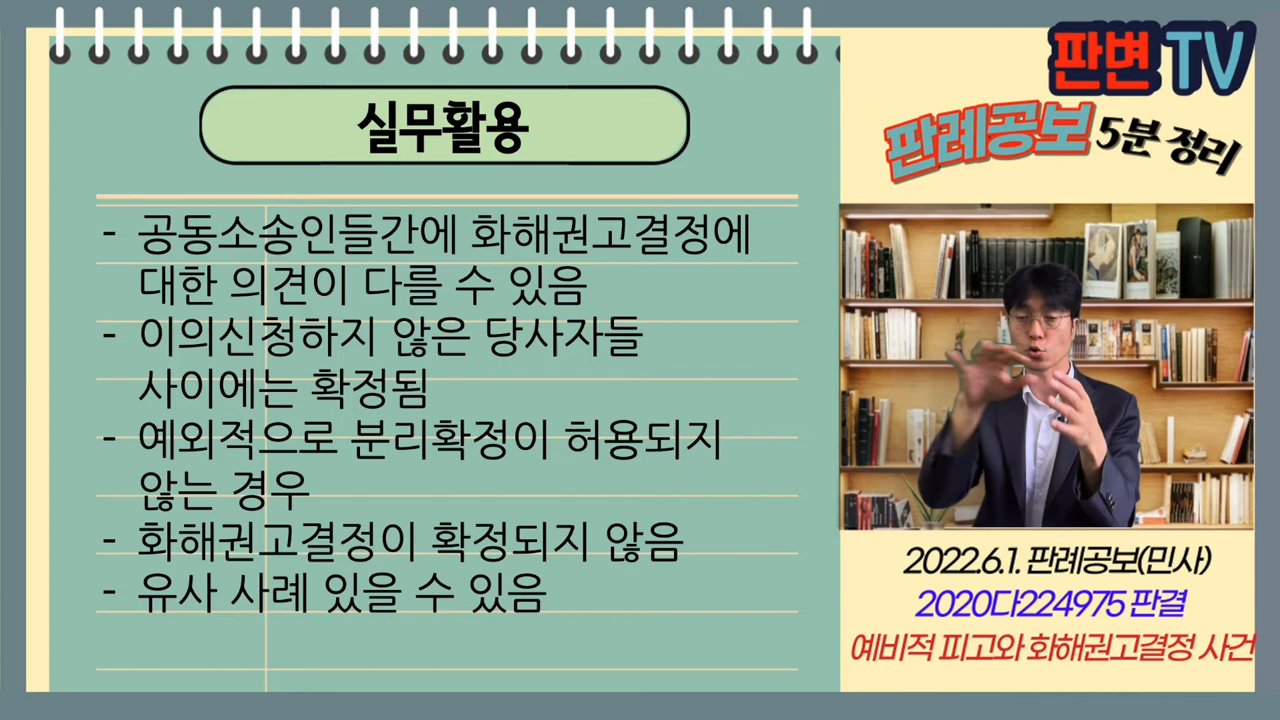 실무활용
- 공동소송인들간에 화해권고결정에
대한 의견이 다를 수 있음
- 이의신청하지 않은 당사자들
사이에는 확정됨
- 예외적으로 분리확정이 허용되지
않는 경우
- 화해권고결정이 확정되지 않음
- 유사 사례 있을 수 있음
판변 TV
판례공보 5분 정리
2022.6.1. 판례공보(민사)
2020다224975 판결
예비적 피고와 화해권고결정 사건